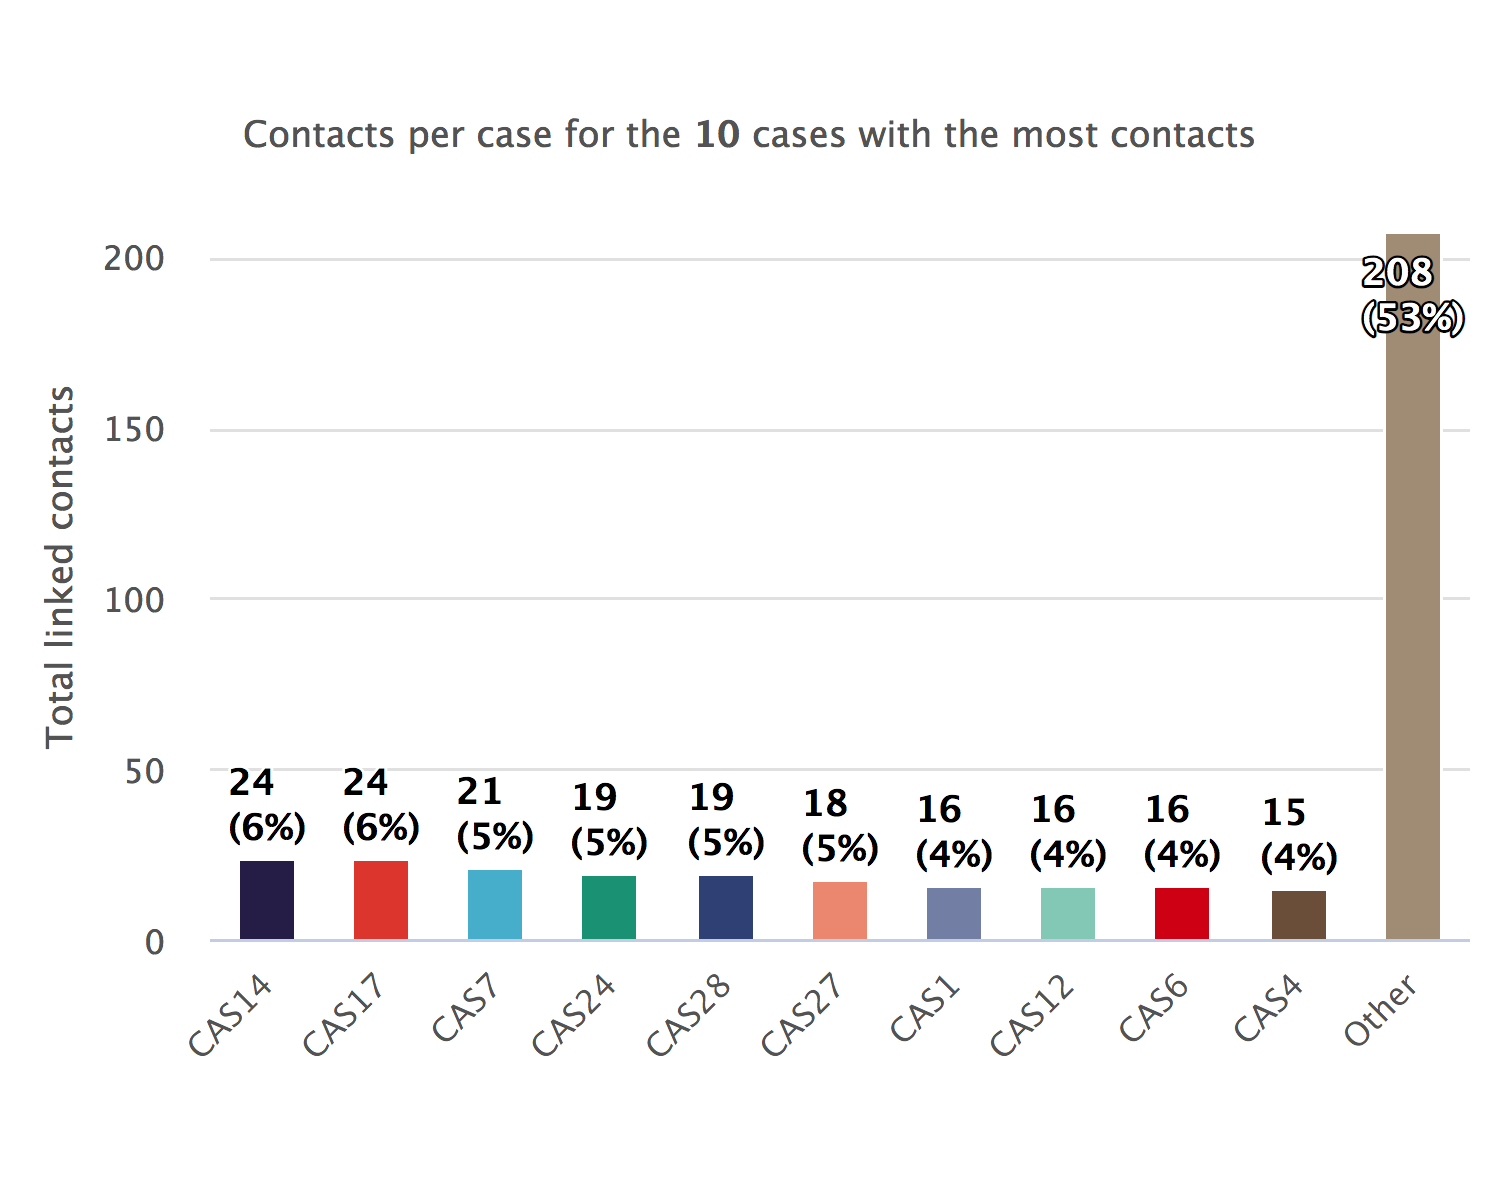 Contacts per case for the 10 cases with the most contacts
Total linked contacts
200
150
100
50
0
24
(6%)
24
(6%)
21
(5%)
19
(5%)
19
(5%)
18
(5%)
16
(4%)
16
(4%)
16
(4%)
15
(4%)
208
(53%)
CAS14
CAS17
CAS7
CAS24
CAS28
CAS27
CAS1
CAS12
CAS6
CAS4
Other